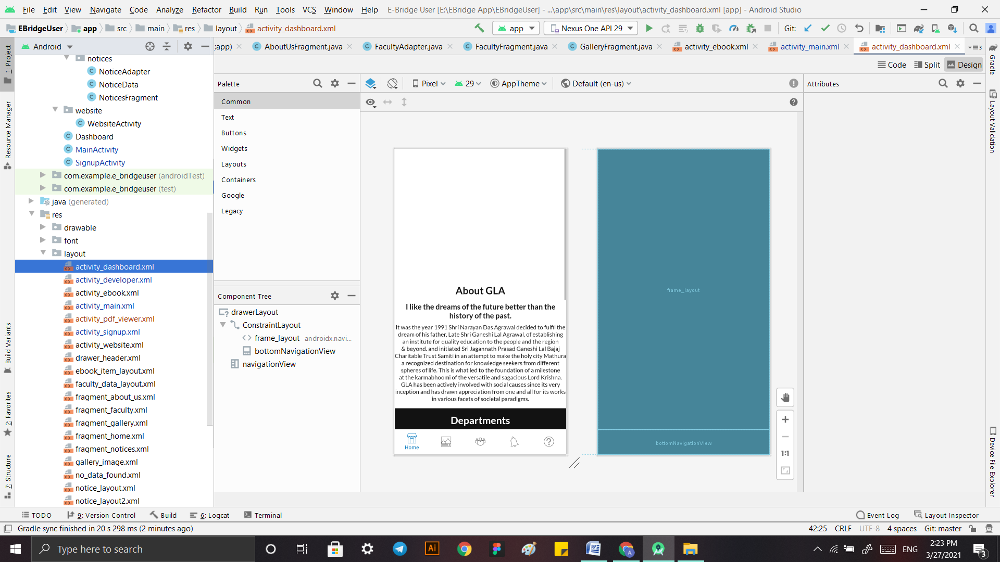 File Edit View Navigate Code Analyze Refactor Build Run Tools VCS Window Help E-Bridge User [E:\EBridge App\EBridgeUser] - ...\app\src\main\res\layout\activity_dashboard.xml [app] - Android Studio
EBridgeUser app src main res layout activity_dashboard.xml app Nexus One API 29 Git:
1: Project
Resource Manager
Build Variants
2: Favorites
7: Structure
Android
:app) AboutUsFragment.java FacultyAdapter.java FacultyFragment.java GalleryFragment.java activity_ebook.xml activity_main.xml activity_dashboard.xml 3
Code Split Design
notices
NoticeAdapter
NoticeData
NoticesFragment
website
WebsiteActivity
Dashboard
MainActivity
SignupActivity
com.example.e_bridgeuser (androidTest)
com.example.e_bridgeuser (test)
java (generated)
res
drawable
font
layout
activity_dashboard.xml
activity_developer.xml
activity_ebook.xml
activity_main.xml
activity_pdf_viewer.xml
activity_signup.xml
activity_website.xml
drawer_header.xml
ebook_item_layout.xml
faculty_data_layout.xml
fragment_about_us.xml
fragment_faculty.xml
fragment_gallery.xml
fragment_home.xml
fragment_notices.xml
gallery_image.xml
no_data_found.xml
notice_layout.xml
notice_layout2.xml
Palette
Common
Text
Buttons
Widgets
Layouts
Containers
Google
Legacy
Component Tree
drawerLayout
ConstraintLayout
frame_layout androidx.navi...
bottomNavigationView
navigationView
Pixel 29 AppTheme Default (en-us)
About GLA
I like the dreams of the future better than the
history of the past.
It was the year 1991 Shri Narayan Das Agrawal decided to fulfil the
dream of his father, Late Shri Ganeshi Lal Agrawal, of establishing
an institute for quality education to the people and the region
& beyond. and initiated Sri Jagannath Prasad Ganeshi Lal Bajaj
Charitable Trust Samiti in an attempt to make the holy city Mathura
a recognized destination for knowledge seekers from different
spheres of life. This is what led to the foundation of a milestone
at the karmabhoomi of the versatile and sagacious Lord Krishna.
GLA has been actively involved with social causes since its very
inception and has drawn appreciation from one and all for its works
in various facets of societal paradigms.
Departments
Home
frame_layout
bottomNavigationView
1:1
Attributes
Gradle
Layout Validation
Device File Explorer
TODO 9: Version Control Build 6: Logcat Terminal Event Log Layout Inspector
Gradle sync finished in 20 s 298 ms (2 minutes ago) 42:25 CRLF UTF-8 4 spaces Git: master
Type here to search
Ai
A
ENG
2:23 PM
3/27/2021
3